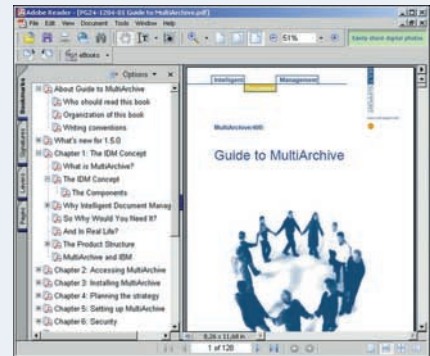 Adobe Reader - [PG24-1204-01 Guide to MultiArchive.pdf]
File Edit View Document Tools Window Help
51%
Easily share digital photos
eBooks
Options
Bookmarks
Signatures
Layers
Pages
About Guide to MultiArchive
Who should read this book
Organization of this book
Writing conventions
What's new for 1.5.0
Chapter 1: The IDM Concept
What is MultiArchive?
The IDM Concept
The Components
Why Intelligent Document Manag
So Why Would You Need It?
And In Real Life?
The Product Structure
MultiArchive and IBM
Chapter 2: Accessing MultiArchive
Chapter 3: Installing MultiArchive
Chapter 4: Planning the strategy
Chapter 5: Setting up MultiArchive
Chapter 6: Security
Intelligent
Document
Management
MultiArchive/400
Guide to MultiArchive
8,26 x 11,68 in
1 of 128